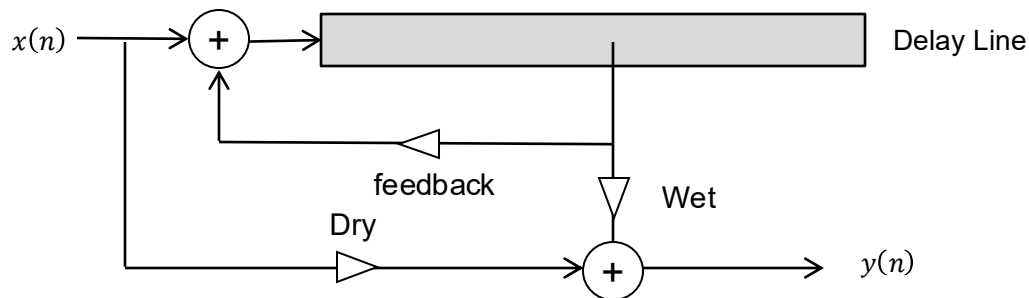 x(n)
+
Delay Line
feedback
Wet
Dry
+
y(n)